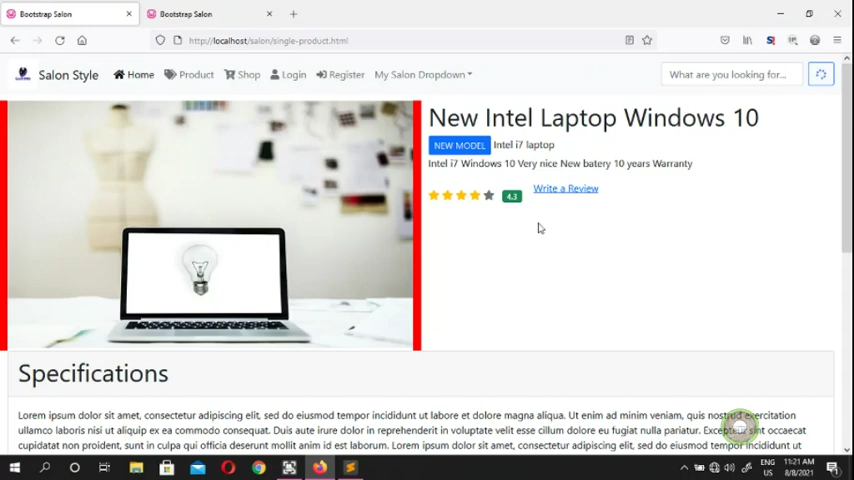 Bootstrap Salon
Bootstrap Salon
http://localhost/salon/single-product.html
Salon Style
Home
Product
Shop
Login
Register
My Salon Dropdown
What are you looking for...
New Intel Laptop Windows 10
NEW MODEL Intel i7 laptop
Intel i7 Windows 10 Very nice New batery 10 years Warranty
4.3
Write a Review
Specifications
Lorem ipsum dolor sit amet, consectetur adipiscing elit, sed do eiusmod tempor incididunt ut labore et dolore magna aliqua. Ut enim ad minim veniam, quis nostrud exercitation
ullamco laboris nisi ut aliquip ex ea commodo consequat. Duis aute irure dolor in reprehenderit in voluptate velit esse cillum dolore eu fugiat nulla pariatur. Excepteur sint occaecat
cupidatat non proident, sunt in culpa qui officia deserunt mollit anim id est laborum. Lorem ipsum dolor sit amet, consectetur adipiscing elit, sed do eiusmod tempor incididunt ut
ENG
US
11:21 AM
8/8/2021